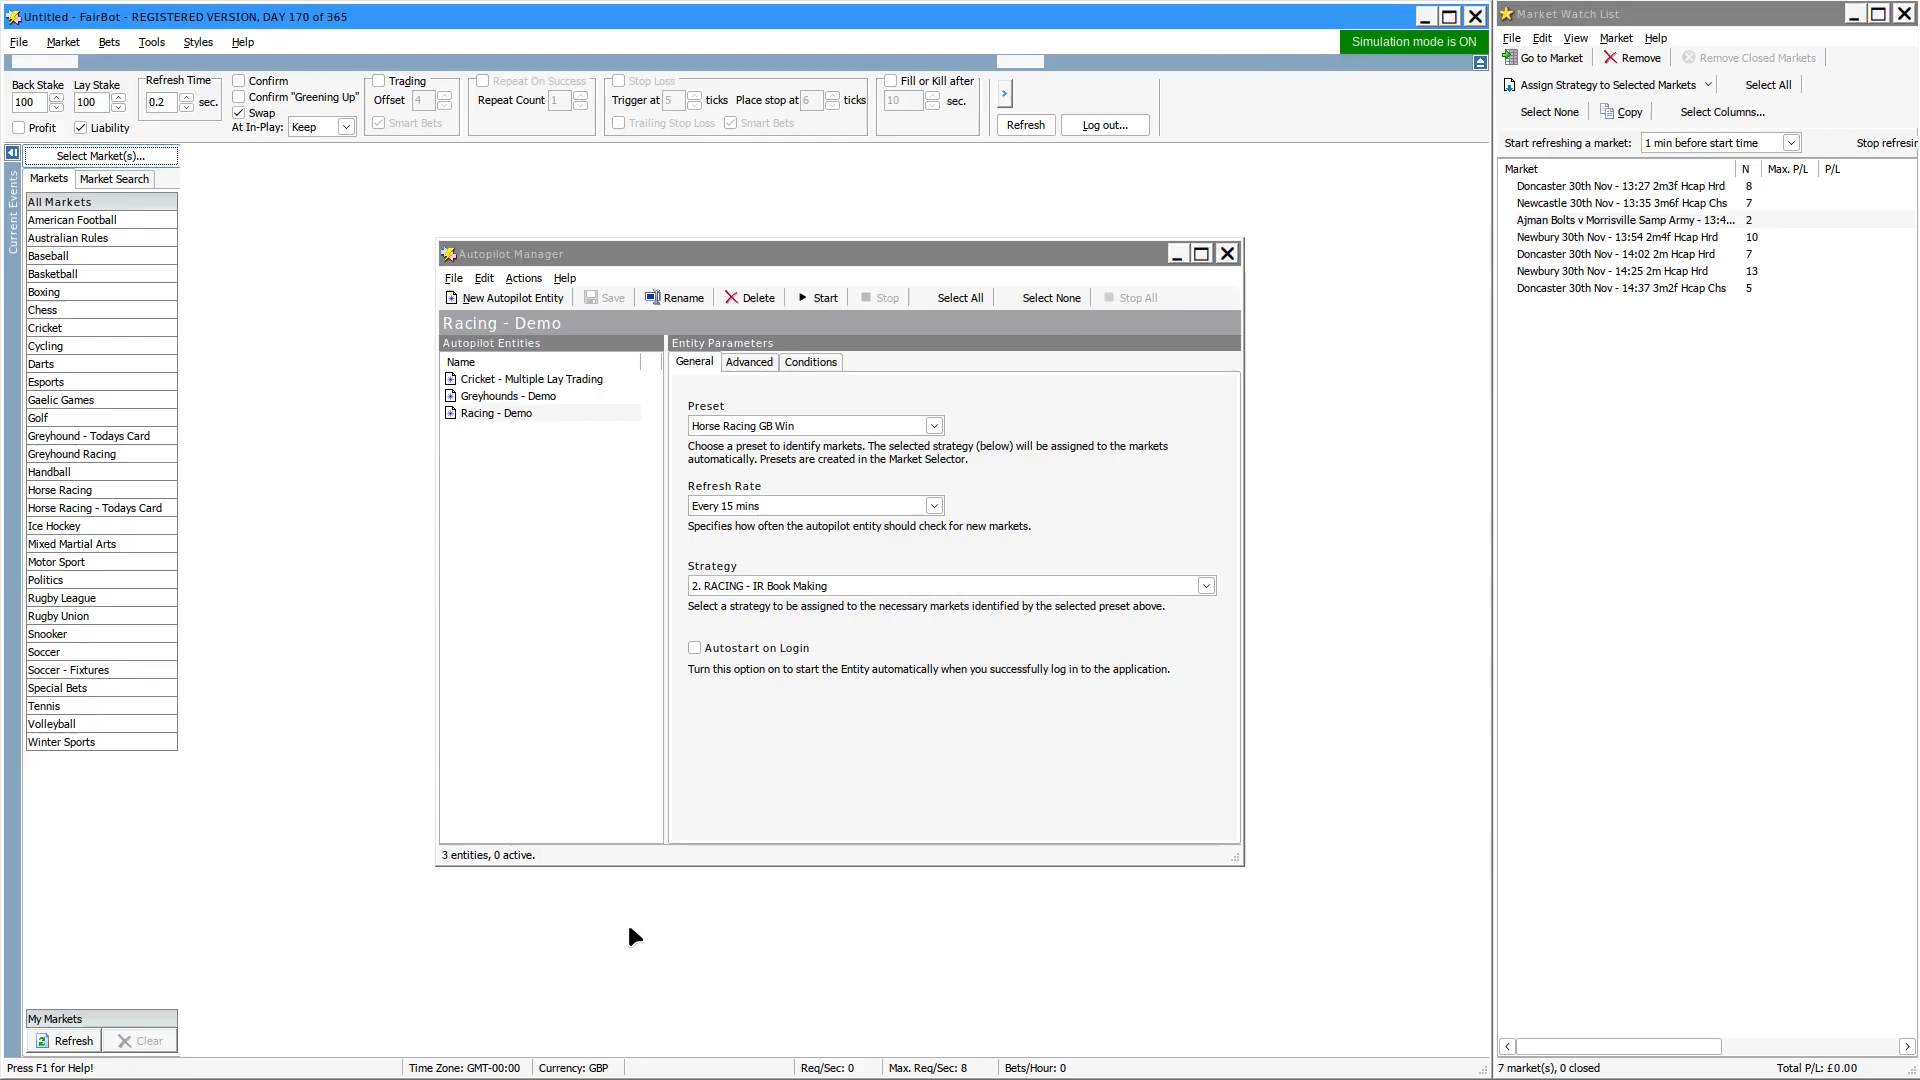 Untitled - FairBot - REGISTERED VERSION, DAY 170 of 365
File Market Bets Tools Styles Help
Simulation mode is ON
Back Stake Lay Stake Refresh Time
100 100 0.2 sec.
Profit Liability
Confirm
Confirm "Greening Up"
Swap
At In-Play: Keep
Trading
Offset 4
Smart Bets
Repeat On Success
Repeat Count 1
Stop Loss
Trigger at 5 ticks Place stop at 6 ticks
Trailing Stop Loss Smart Bets
Fill or Kill after
10 sec.
Refresh Log out...
Current Events
Select Market(s)...
Markets Market Search
All Markets
American Football
Australian Rules
Baseball
Basketball
Boxing
Chess
Cricket
Cycling
Darts
Esports
Gaelic Games
Golf
Greyhound - Todays Card
Greyhound Racing
Handball
Horse Racing
Horse Racing - Todays Card
Ice Hockey
Mixed Martial Arts
Motor Sport
Politics
Rugby League
Rugby Union
Snooker
Soccer
Soccer - Fixtures
Special Bets
Tennis
Volleyball
Winter Sports
My Markets
Refresh Clear
Autopilot Manager
File Edit Actions Help
New Autopilot Entity Save Rename Delete Start Stop Select All Select None Stop All
Racing - Demo
Autopilot Entities
Name
Cricket - Multiple Lay Trading
Greyhounds - Demo
Racing - Demo
Entity Parameters
General Advanced Conditions
Preset
Horse Racing GB Win
Choose a preset to identify markets. The selected strategy (below) will be assigned to the markets
automatically. Presets are created in the Market Selector.
Refresh Rate
Every 15 mins
Specifies how often the autopilot entity should check for new markets.
Strategy
2. RACING - IR Book Making
Select a strategy to be assigned to the necessary markets identified by the selected preset above.
Autostart on Login
Turn this option on to start the Entity automatically when you successfully log in to the application.
3 entities, 0 active.
Press F1 for Help! Time Zone: GMT-00:00 Currency: GBP Req/Sec: 0 Max. Req/Sec: 8 Bets/Hour: 0
Market Watch List
File Edit View Market Help
Go to Market Remove Remove Closed Markets
Assign Strategy to Selected Markets Select All
Select None Copy Select Columns...
Start refreshing a market: 1 min before start time Stop refresin
Market N Max. P/L P/L
Doncaster 30th Nov - 13:27 2m3f Hcap Hrd 8
Newcastle 30th Nov - 13:35 3m6f Hcap Chs 7
Ajman Bolts v Morrisville Samp Army - 13:4... 2
Newbury 30th Nov - 13:54 2m4f Hcap Hrd 10
Doncaster 30th Nov - 14:02 2m Hcap Hrd 7
Newbury 30th Nov - 14:25 2m Hcap Hrd 13
Doncaster 30th Nov - 14:37 3m2f Hcap Chs 5
7 market(s), 0 closed Total P/L: £0.00